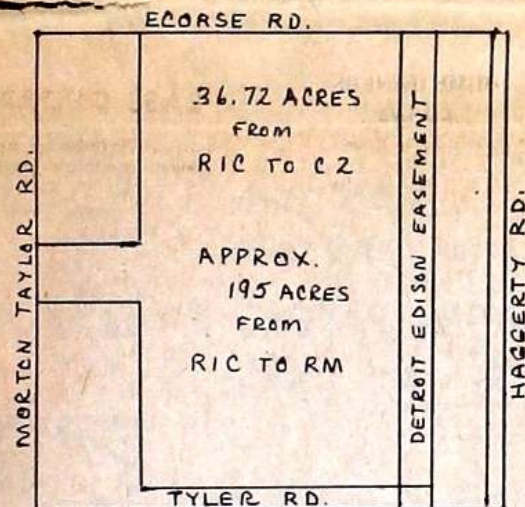 ECORSE RD.
36.72 ACRES
FROM
RIC TO C2
APPROX.
195 ACRES
FROM
RIC TO RM
MORTON TAYLOR RD.
DETROIT EDISON EASEMENT
HAGGERTY RD.
TYLER RD.